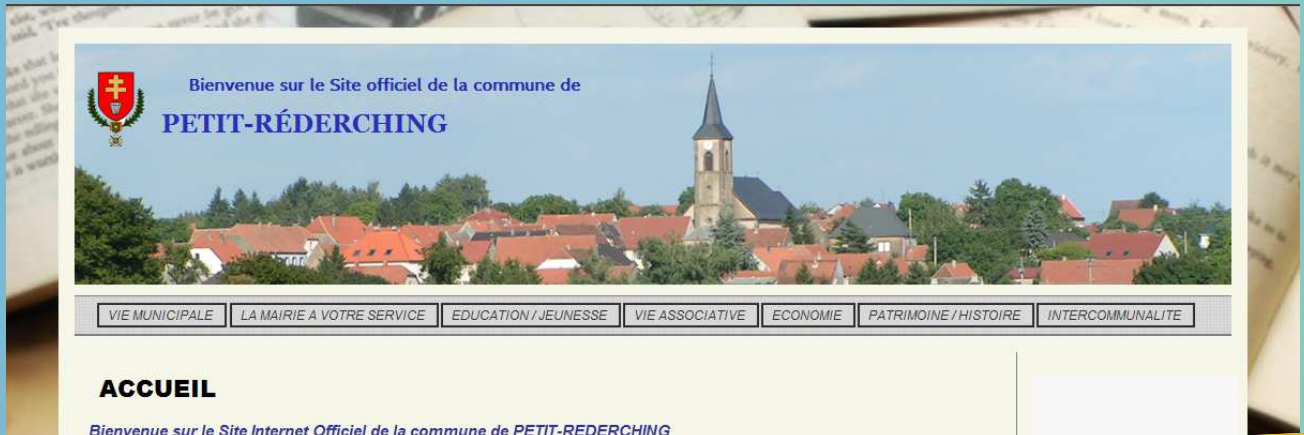 Bienvenue sur le Site officiel de la commune de
PETIT-RÉDERCHING
VIE MUNICIPALE LA MAIRIE A VOTRE SERVICE EDUCATION / JEUNESSE VIE ASSOCIATIVE ECONOMIE PATRIMOINE / HISTOIRE INTERCOMMUNALITE
ACCUEIL
Bienvenue sur le Site Internet Officiel de la commune de PETIT-REDERCHING